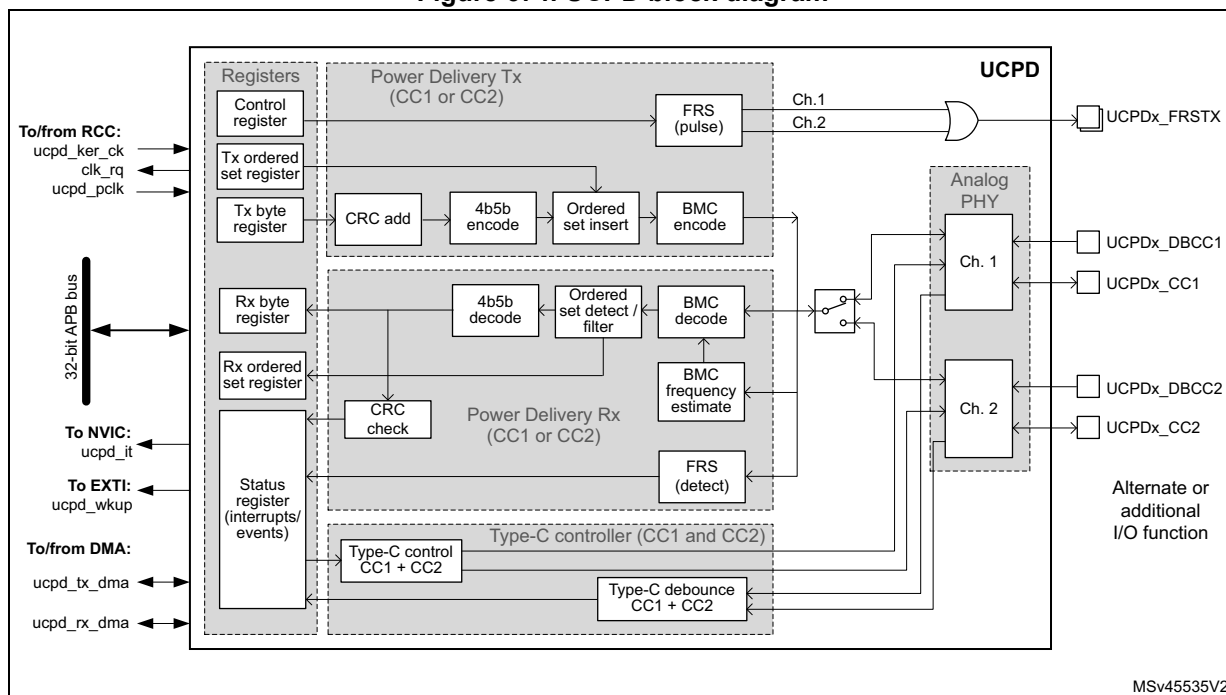 Figure
UCPD block diagram
UCPD
Registers
Control
register
Tx ordered
set register
Tx byte
register
Rx byte
register
Rx ordered
set register
Status
register
(interrupts/
events)
Power Delivery Tx
(CC1 or CC2)
FRS
(pulse)
Ch.1
Ch.2
CRC add
4b5b
encode
Ordered
set insert
BMC
encode
4b5b
decode
Ordered
set detect /
filter
BMC
decode
BMC
frequency
estimate
CRC
check
Power Delivery Rx
(CC1 or CC2)
FRS
(detect)
Type-C controller (CC1 and CC2)
Type-C control
CC1 + CC2
Type-C debounce
CC1 + CC2
Analog
PHY
Ch. 1
Ch. 2
To/from RCC:
ucpd_ker_ck
clk_rq
ucpd_pclk
32-bit APB bus
To NVIC:
ucpd_it
To EXTI:
ucpd_wkup
To/from DMA:
ucpd_tx_dma
ucpd_rx_dma
UCPDx_FRSTX
UCPDx_DBCC1
UCPDx_CC1
UCPDx_DBCC2
UCPDx_CC2
Alternate or
additional
I/O function
MSv45535V2